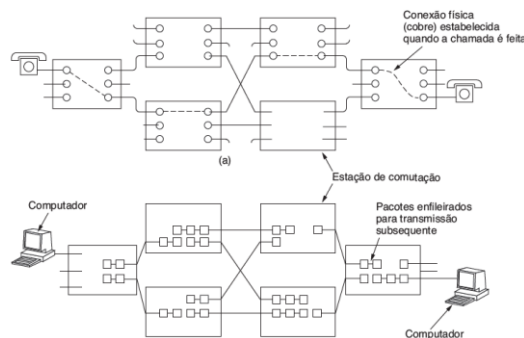 Conexão física
(cobre) estabelecida
quando a chamada é feita
(a)
Estação de comutação
Computador
Pacotes enfileirados
para transmissão
subsequente
Computador